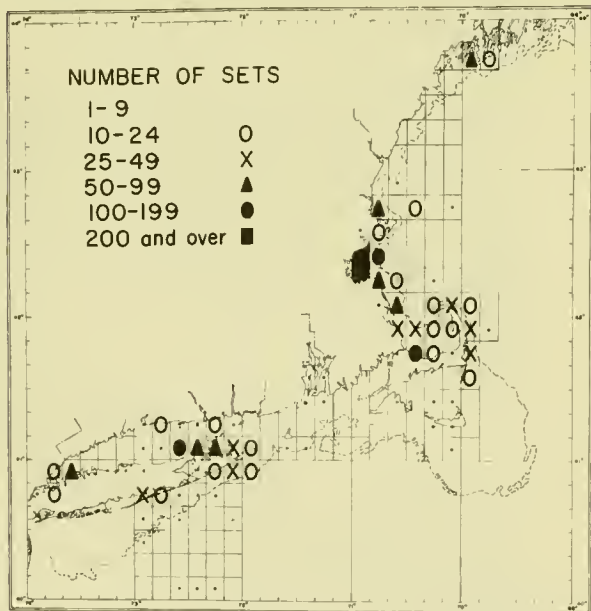 NUMBER OF SETS
1-9
10-24 O
25-49 X
50-99 ▲
100-199 ●
200 and over ■